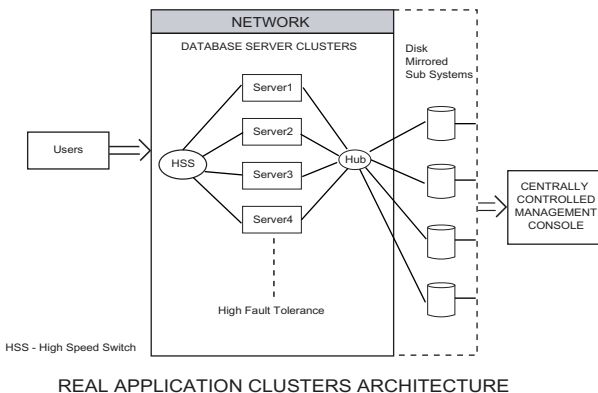 NETWORK
DATABASE SERVER CLUSTERS
Disk
Mirrored
Sub Systems
Server1
Server2
Users
HSS
Hub
Server3
CENTRALLY
CONTROLLED
MANAGEMENT
CONSOLE
Server4
High Fault Tolerance
HSS - High Speed Switch
REAL APPLICATION CLUSTERS ARCHITECTURE